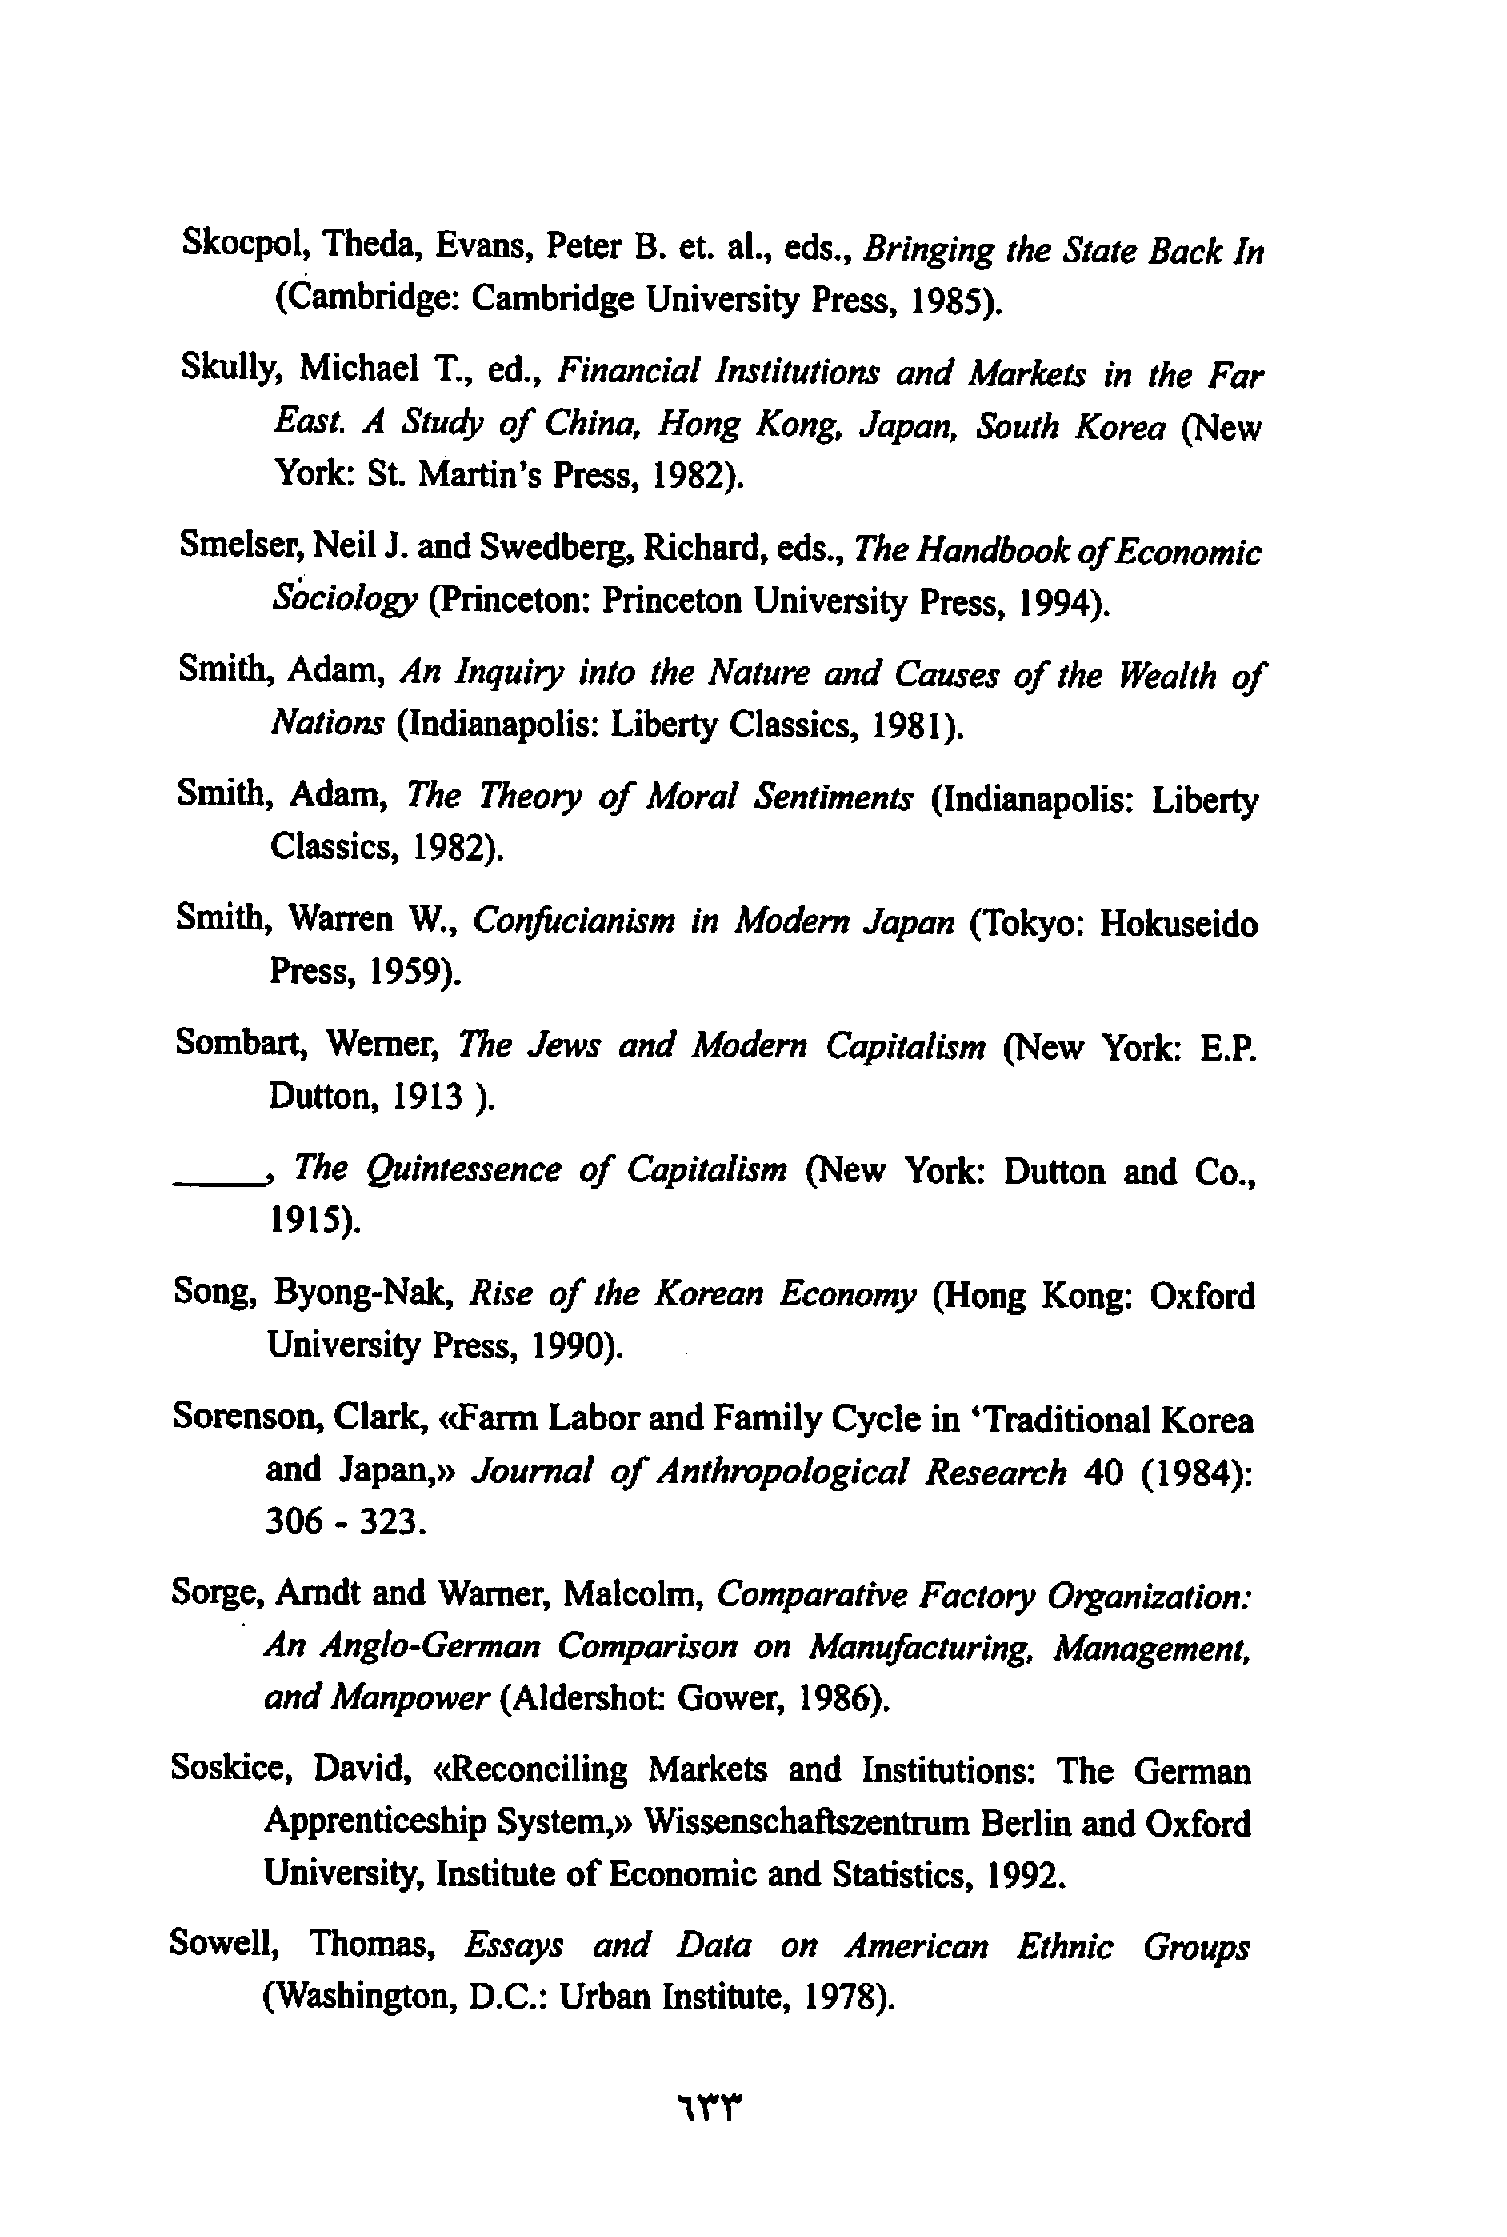 Skocpol, Theda, Evans, Peter B. et. al., eds., Bringing the State Back In
(Cambridge: Cambridge University Press, 1985).
Skully, Michael T., ed., Financial Institutions and Markets in the Far
East. A Study of China, Hong Kong, Japan, South Korea (New
York: St. Martin's Press, 1982).
Smelser, Neil J. and Swedberg, Richard, eds., The Handbook of Economic
Sociology (Princeton: Princeton University Press, 1994).
Smith, Adam, An Inquiry into the Nature and Causes of the Wealth of
Nations (Indianapolis: Liberty Classics, 1981).
Smith, Adam, The Theory of Moral Sentiments (Indianapolis: Liberty
Classics, 1982).
Smith, Warren W., Confucianism in Modern Japan (Tokyo: Hokuseido
Press, 1959).
Sombart, Werner, The Jews and Modern Capitalism (New York: E.P.
Dutton, 1913 ).
_____, The Quintessence of Capitalism (New York: Dutton and Co.,
1915).
Song, Byong-Nak, Rise of the Korean Economy (Hong Kong: Oxford
University Press, 1990).
Sorenson, Clark, «Farm Labor and Family Cycle in ‘Traditional Korea
and Japan,» Journal of Anthropological Research 40 (1984):
306 - 323.
Sorge, Arndt and Warner, Malcolm, Comparative Factory Organization:
An Anglo-German Comparison on Manufacturing, Management,
and Manpower (Aldershot: Gower, 1986).
Soskice, David, «Reconciling Markets and Institutions: The German
Apprenticeship System,» Wissenschaftszentrum Berlin and Oxford
University, Institute of Economic and Statistics, 1992.
Sowell, Thomas, Essays and Data on American Ethnic Groups
(Washington, D.C.: Urban Institute, 1978).
٦٣٣